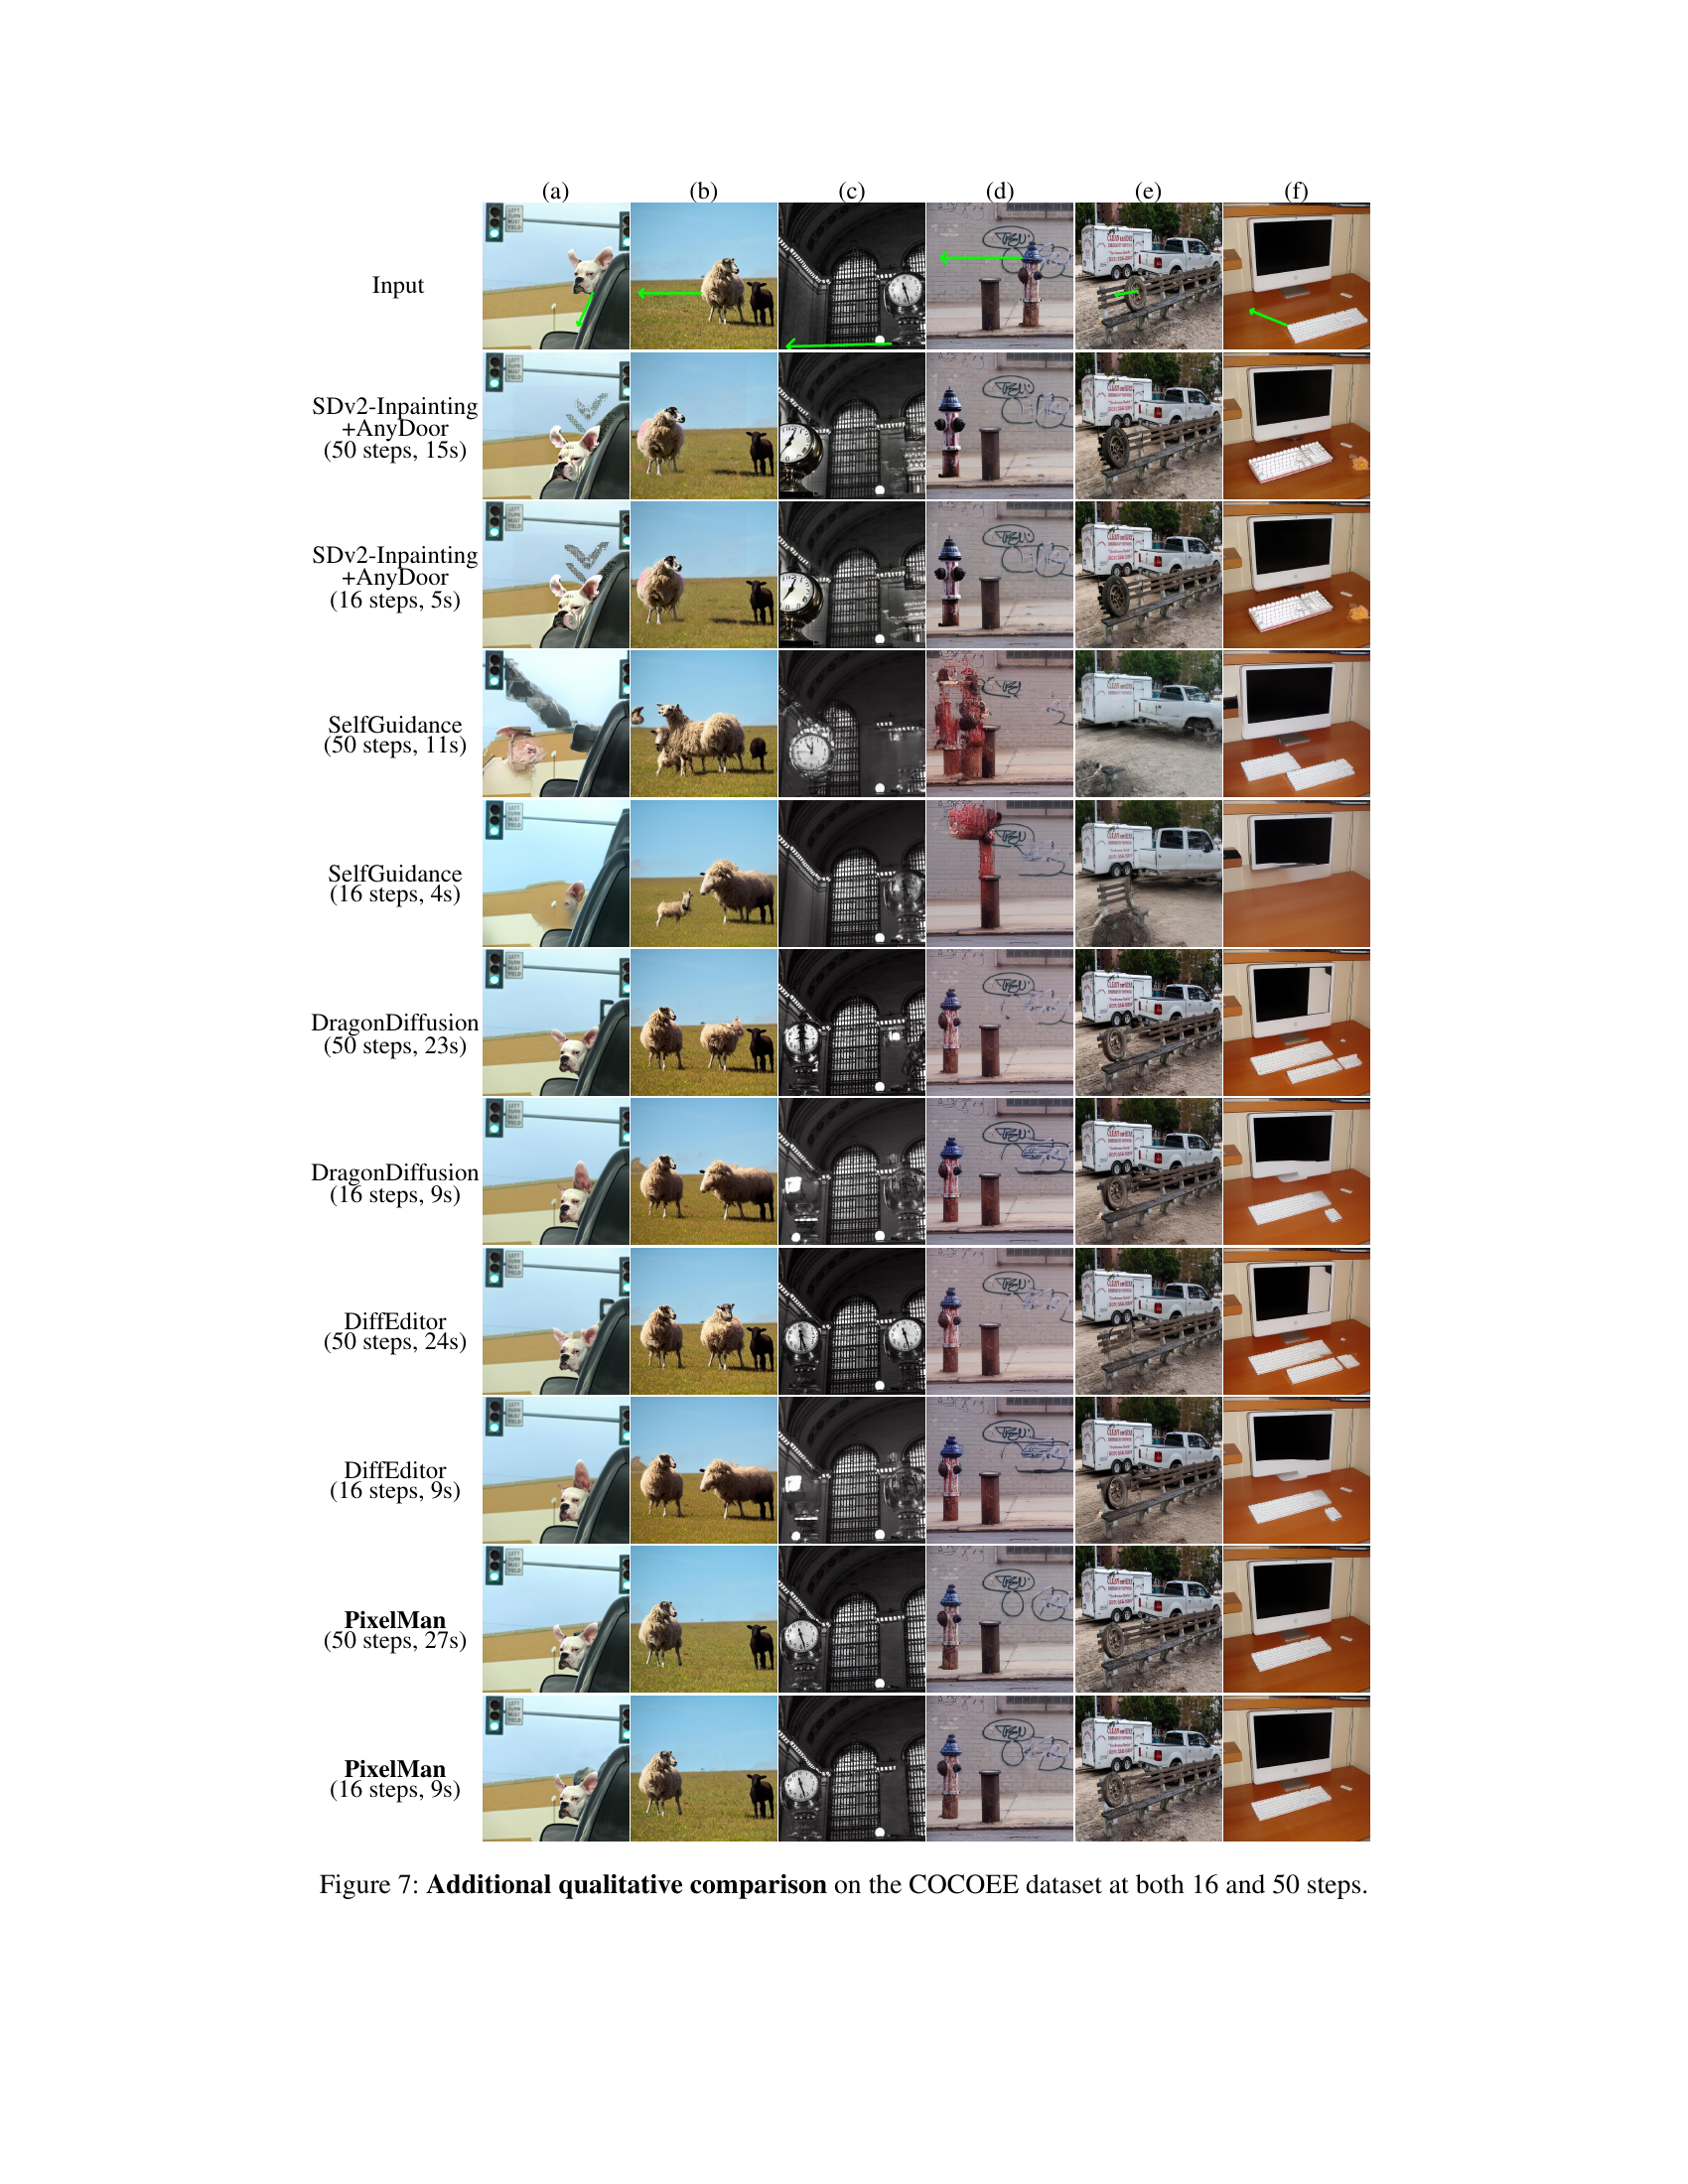 (a) (b) (c) (d) (e) (f)
Input
SDv2-Inpainting
+AnyDoor
(50 steps, 15s)
SDv2-Inpainting
+AnyDoor
(16 steps, 5s)
SelfGuidance
(50 steps, 11s)
SelfGuidance
(16 steps, 4s)
DragonDiffusion
(50 steps, 23s)
DragonDiffusion
(16 steps, 9s)
DiffEditor
(50 steps, 24s)
DiffEditor
(16 steps, 9s)
PixelMan
(50 steps, 27s)
PixelMan
(16 steps, 9s)
Figure 7: Additional qualitative comparison on the COCOEE dataset at both 16 and 50 steps.